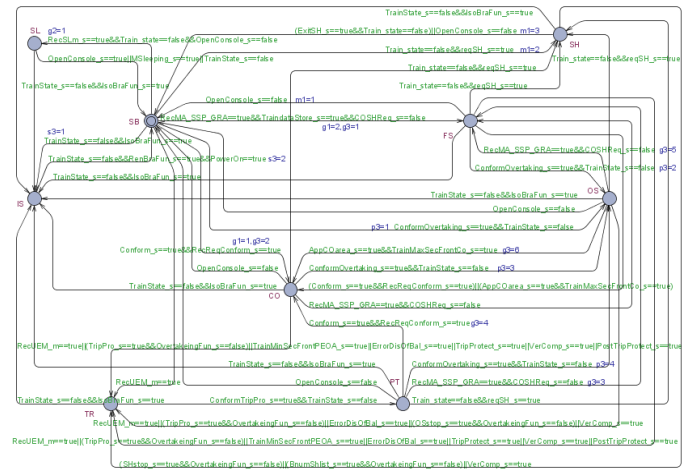 TrainState_s==false&&IsoBraFun_s==true
SL g2=1
(ExitSH_s==true&&Train_state==false)||OpenConsole_s==false m1=3
SH
RecSLm_s==true&&Train_state==false&&OpenConsole_s==false
Train_state==false&&reqSH_s==true m1=2
OpenConsole_s==true||MSleeping_s==true||TrainState_s==false
Train_state==false&&reqSH_s==true
Train_state==false&&reqSH_s==true
TrainState_s==false&&IsoBraFun_s==true
Train_state==false&&reqSH_s==true
OpenConsole_s==false m1=1
SB
RecMA_SSP_GRA==true&&TraindataStore_s==true&&COSHReq_s==false
g1=2,g3=1
FS
s3=1
TrainState_s==false&&IsoBraFun_s==true
RecMA_SSP_GRA==true&&COSHReq_s==false g3=5
TrainState_s==false&&RenBraFun_s==true&&PowerOn==true s3=2
ConformOvertaking_s==true&&TrainState_s==false p3=2
TrainState_s==false&&IsoBraFun_s==true
IS
TrainState_s==false&&IsoBraFun_s==true
OS
OpenConsole_s==false
p3=1 ConformOvertaking_s==true&&TrainState_s==false
g1=1,g3=2
Conform_s==true&&RecReqConform_s==true
AppCOarea_s==true&&TrainMaxSecFrontCo_s==true g3=6
OpenConsole_s==false
ConformOvertaking_s==true&&TrainState_s==false p3=3
TrainState_s==false&&IsoBraFun_s==true
(Conform_s==true&&RecReqConform_s==true)||(AppCOarea_s==true&&TrainMaxSecFrontCo_s==true)
CO
RecMA_SSP_GRA==true&&COSHReq_s==false
Conform_s==true&&RecReqConform_s==true g3=4
RecUEM_m==true||(TripPro_s==true&&OvertakeingFun_s==false)||TrainMinSecFrontPEOA_s==true||ErrorDisOfBal_s==true||TripProtect_s==true||VerComp_s==true||PostTripProtect_s==true
TrainState_s==false&&IsoBraFun_s==true
ConformOvertaking_s==true&&TrainState_s==false p3=4
RecUEM_m==true
OpenConsole_s==false
PT
RecMA_SSP_GRA==true&&COSHReq_s==false g3=3
TrainState_s==false&&IsoBraFun_s==true
ConformTripPro_s==true&&TrainState_s==false
Train_state==false&&reqSH_s==true
TR
RecUEM_m==true||(TripPro_s==true&&OvertakeingFun_s==false)||ErrorDisOfBal_s==true||(OSstop_s==true&&OvertakeingFun_s==false)||VerComp_s==true
RecUEM_m==true||(TripPro_s==true&&OvertakeingFun_s==false)||TrainMinSecFrontPEOA_s==true||ErrorDisOfBal_s==true||TripProtect_s==true||VerComp_s==true||PostTripProtect_s==true
(SHstop_s==true&&OvertakeingFun_s==false)||(BnumShlist_s==true&&OvertakeingFun_s==false)||VerComp_s==true